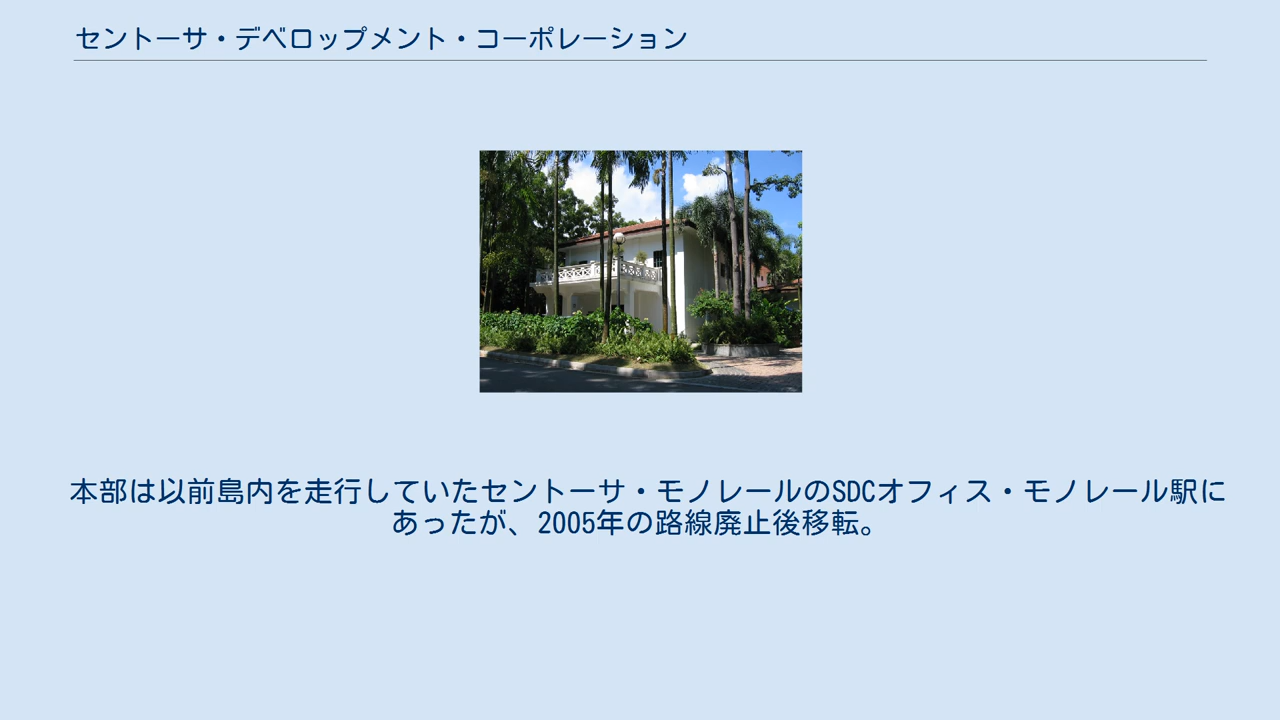 セントーサ・デベロップメント・コーポレーション
本部は以前島内を走行していたセントーサ・モノレールのSDCオフィス・モノレール駅に
あったが、2005年の路線廃止後移転。